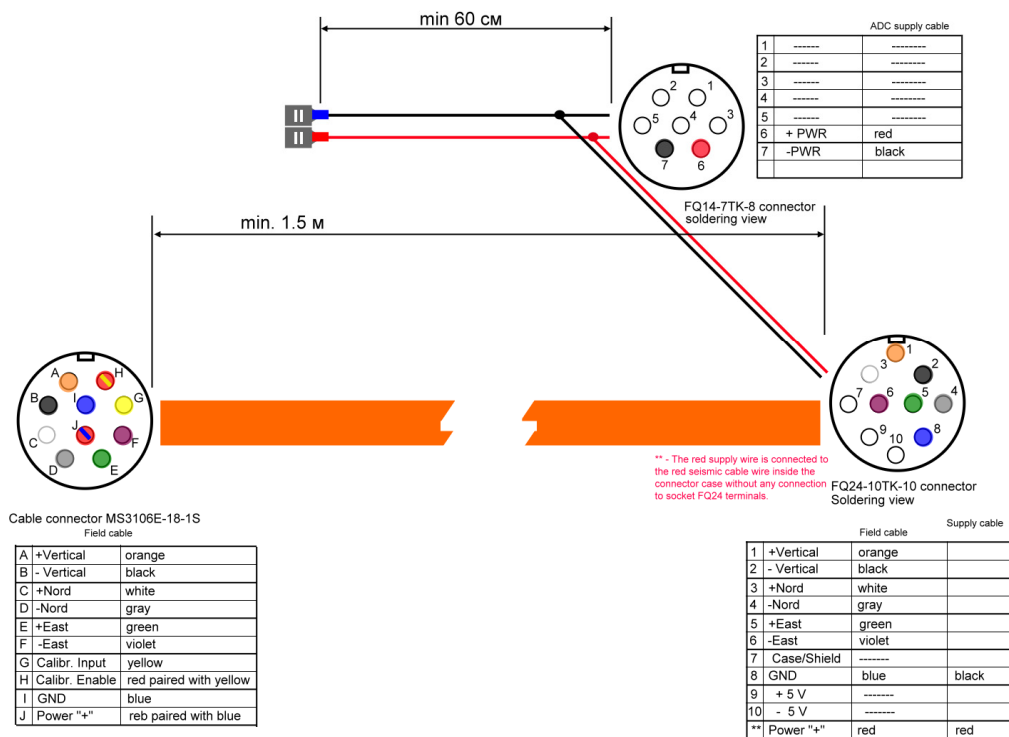 min 60 см
ADC supply cable
1 ------ --------
2 ------ --------
3 ------ --------
4 ------ --------
5 ------ --------
6 + PWR red
7 -PWR black
2 1
5 4 3
7 6
FQ14-7TK-8 connector
soldering view
min. 1.5 м
A H
B I G
C J F
D E
1
3 2
7 6 5 4
9 8
10
** - The red supply wire is connected to
the red seismic cable wire inside the
connector case without any connection
to socket FQ24 terminals.
FQ24-10TK-10 connector
Soldering view
Cable connector MS3106E-18-1S
Field cable
A +Vertical orange
B - Vertical black
C +Nord white
D -Nord gray
E +East green
F -East violet
G Calibr. Input yellow
H Calibr. Enable red paired with yellow
I GND blue
J Power "+" reb paired with blue
Field cable Supply cable
1 +Vertical orange
2 - Vertical black
3 +Nord white
4 -Nord gray
5 +East green
6 -East violet
7 Case/Shield -------
8 GND blue black
9 + 5 V -------
10 - 5 V -------
** Power "+" red red